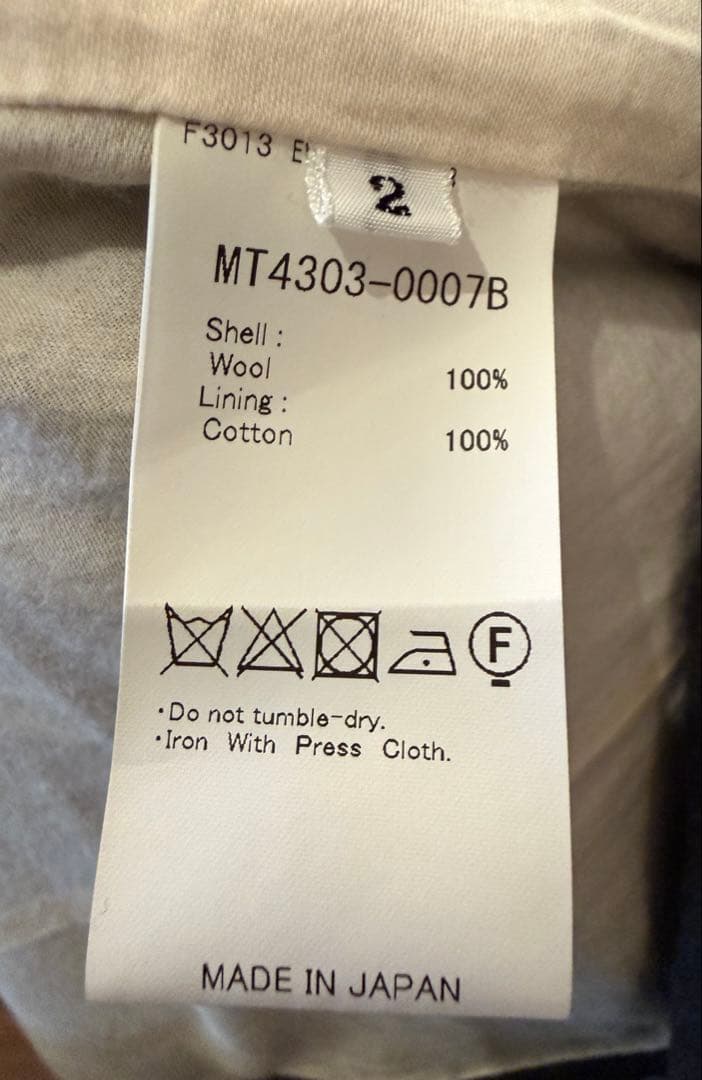 F3013
2
MT4303-0007B
Shell :
Wool 100%
Lining :
Cotton 100%
F
・Do not tumble-dry.
・Iron With Press Cloth.
MADE IN JAPAN